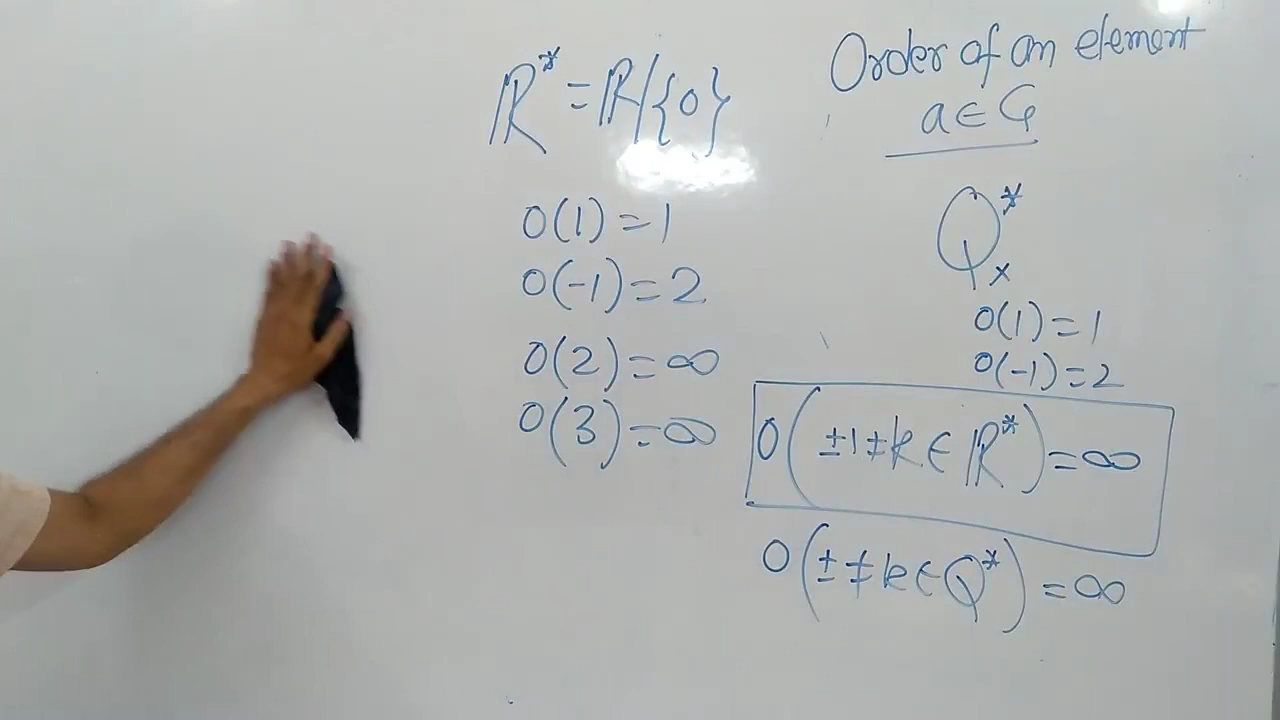 Order of an element
a ∈ G
ℝ* = ℝ/{0}
O(1) = 1
O(-1) = 2
O(2) = ∞
O(3) = ∞
Q*
×
O(1) = 1
O(-1) = 2
O(±1 ≠ k ∈ ℝ*) = ∞
O(± ≠ k ∈ Q*) = ∞